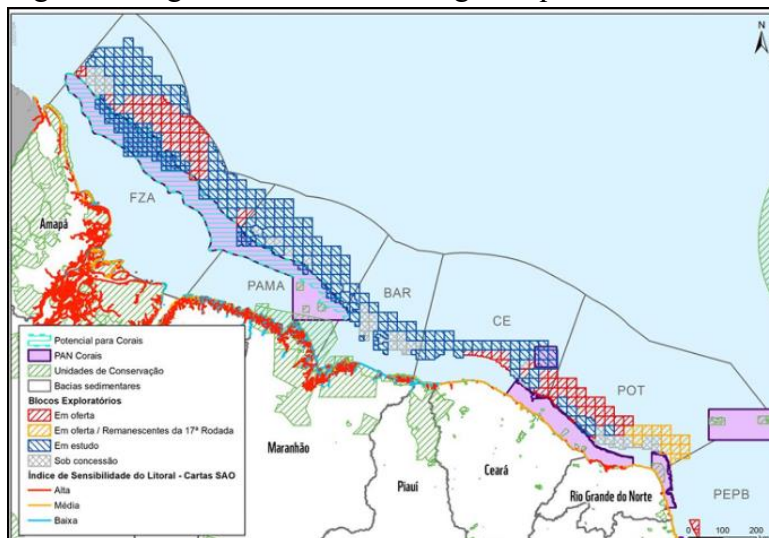 N
FZA
Amapá
PAMA
BAR
CE
POT
PEPB
Maranhão
Piauí
Ceará
Rio Grande do Norte
Potencial para Corais
PAN Corais
Unidades de Conservação
Bacias sedimentares
Blocos Exploratórios
Em oferta
Em oferta / Remanescentes da 17ª Rodada
Em estudo
Sob concessão
Índice de Sensibilidade do Litoral - Cartas SAO
Alta
Média
Baixa
0 100 200